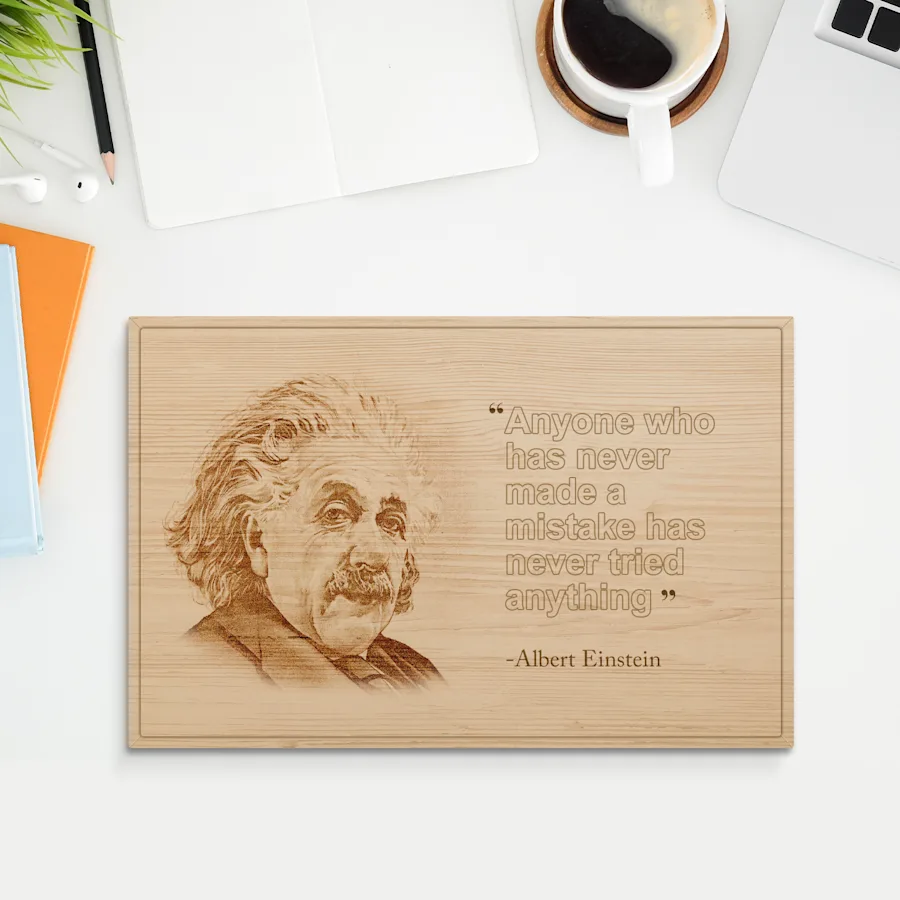 “Anyone who
has never
made a
mistake has
never tried
anything”
-Albert Einstein